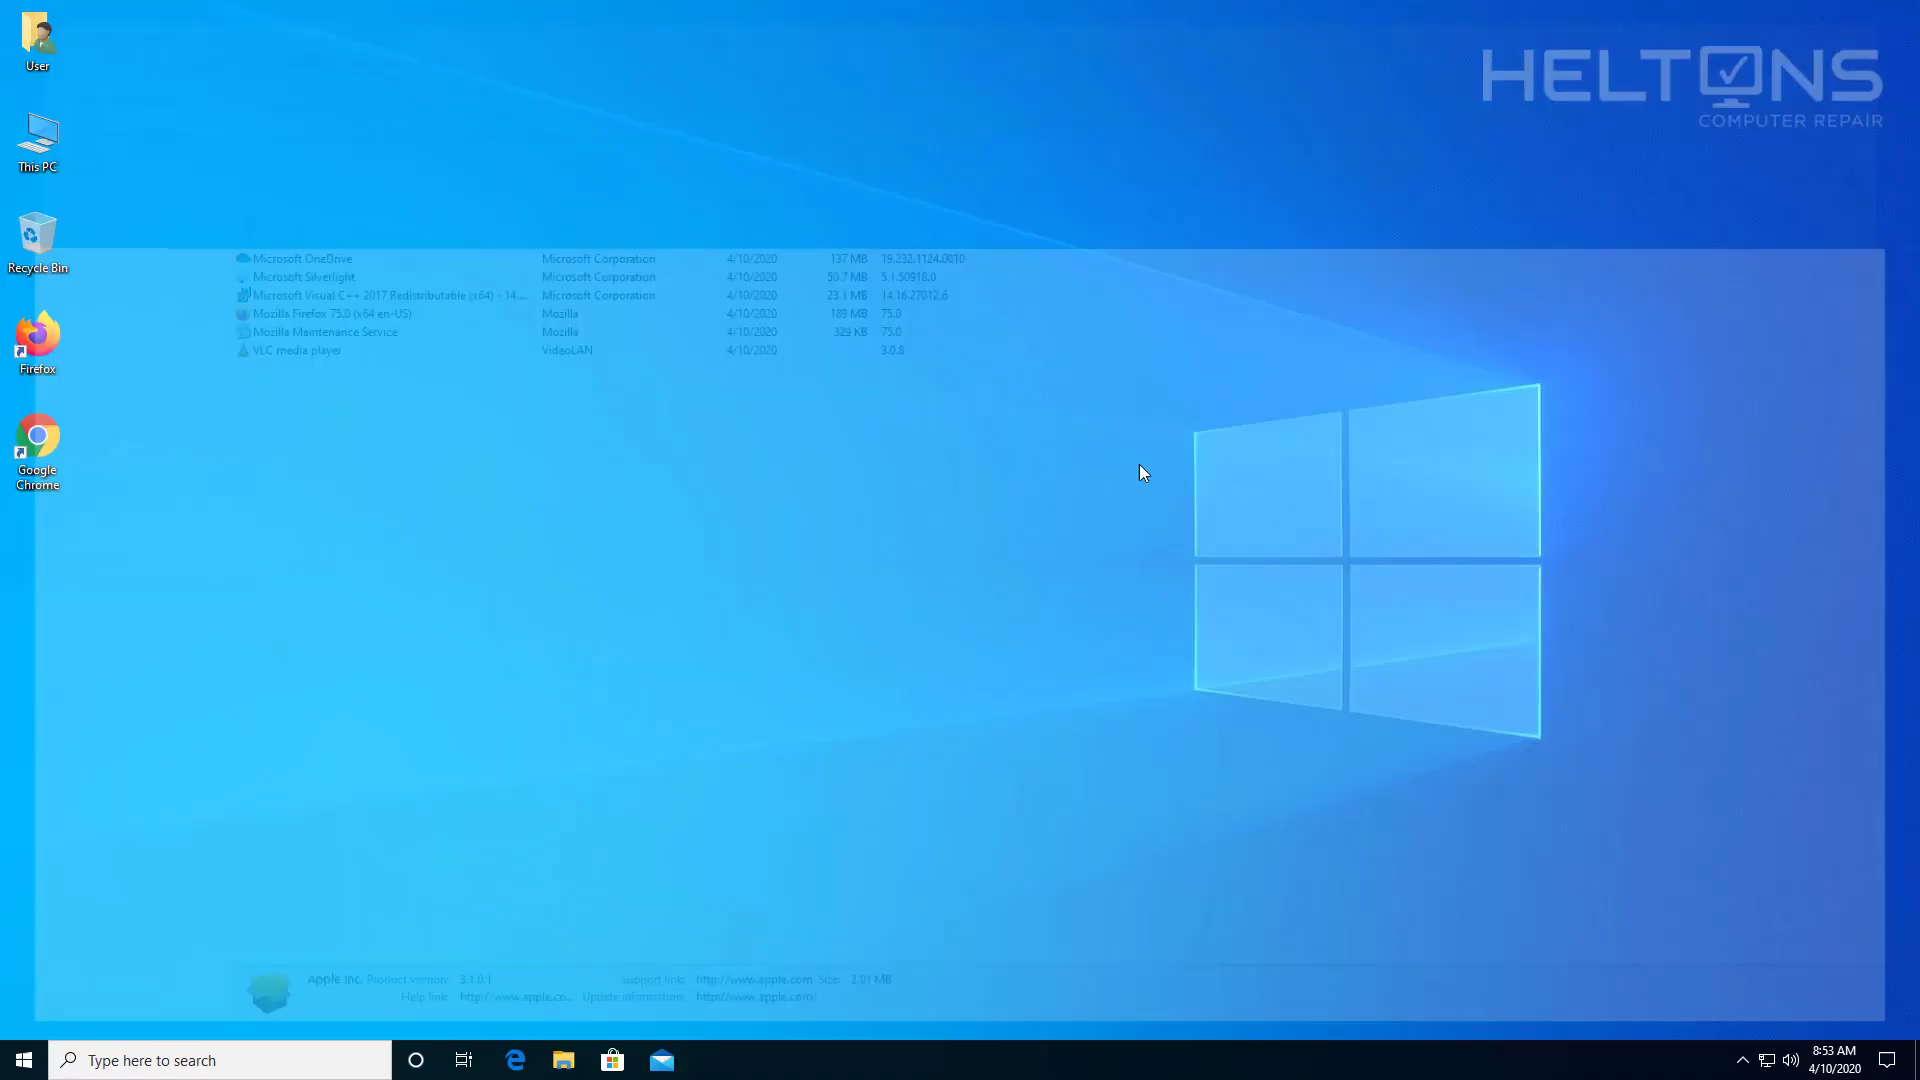 User
HELTONS
COMPUTER REPAIR
This PC
Recycle Bin
Microsoft OneDrive Microsoft Corporation 4/10/2020 137 MB 19.232.1124.0010
Microsoft Silverlight Microsoft Corporation 4/10/2020 50.7 MB 5.1.50918.0
Microsoft Visual C++ 2017 Redistributable (x64) - 14.... Microsoft Corporation 4/10/2020 23.1 MB 14.16.27012.6
Mozilla Firefox 75.0 (x64 en-US) Mozilla 4/10/2020 189 MB 75.0
Mozilla Maintenance Service Mozilla 4/10/2020 329 KB 75.0
VLC media player VideoLAN 4/10/2020 3.0.8
Firefox
Google
Chrome
Apple Inc. Product version: 3.1.0.1 Support link: http://www.apple.com Size: 2.01 MB
Help link: http://www.apple.co... Update information: http://www.apple.com/
Type here to search
8:53 AM
4/10/2020